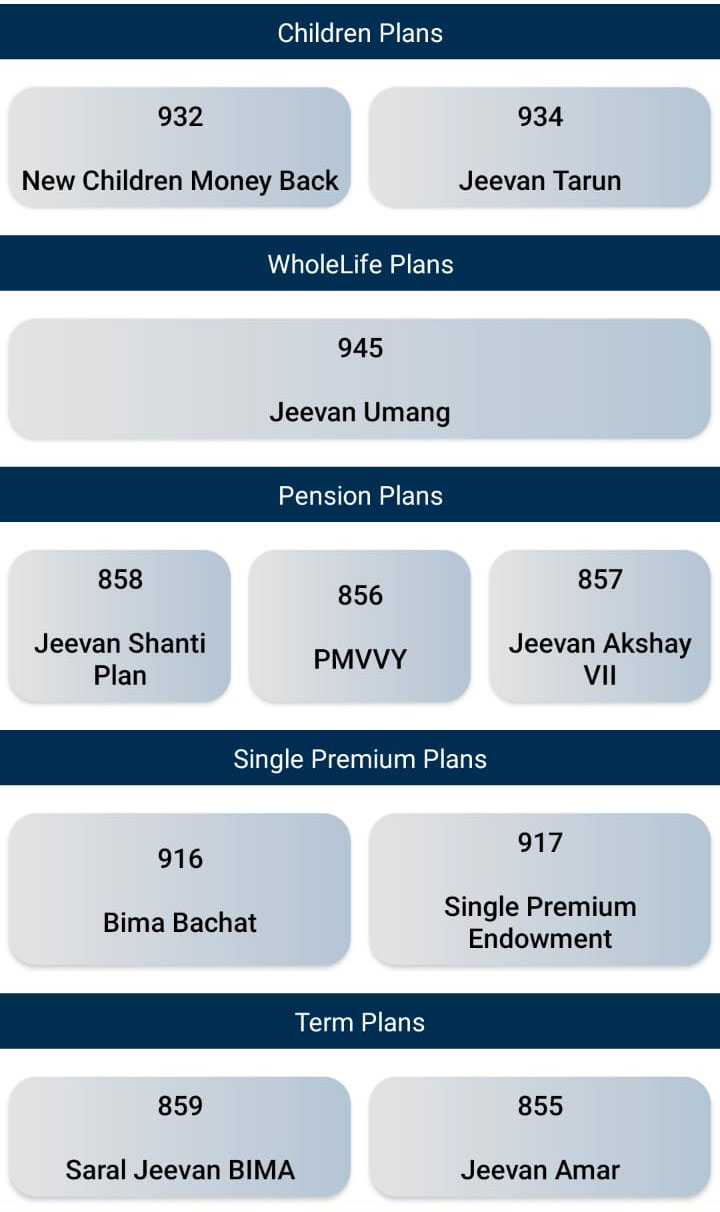 Children Plans
932
New Children Money Back
934
Jeevan Tarun
WholeLife Plans
945
Jeevan Umang
Pension Plans
858
Jeevan Shanti
Plan
856
PMVVY
857
Jeevan Akshay
VII
Single Premium Plans
916
Bima Bachat
917
Single Premium
Endowment
Term Plans
859
Saral Jeevan BIMA
855
Jeevan Amar